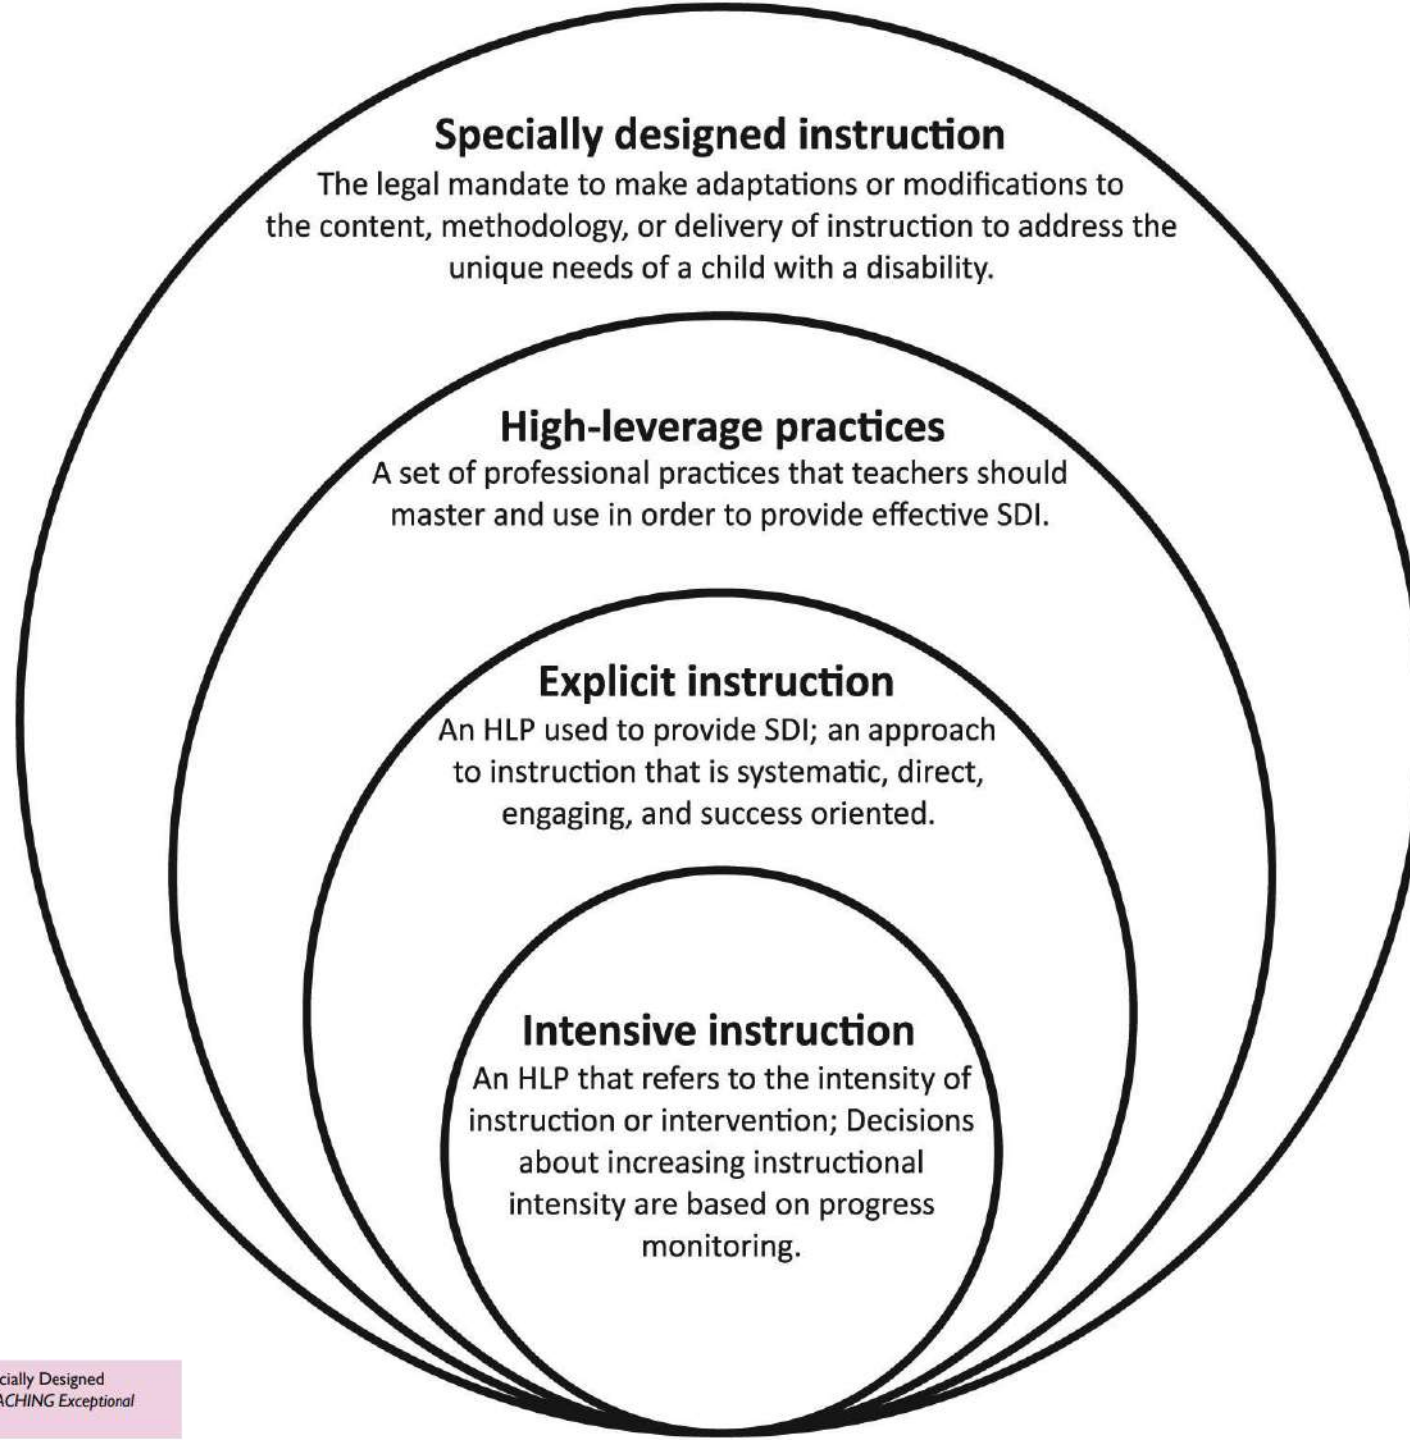 Specially designed instruction
The legal mandate to make adaptations or modifications to
the content, methodology, or delivery of instruction to address the
unique needs of a child with a disability.
High-leverage practices
A set of professional practices that teachers should
master and use in order to provide effective SDI.
Explicit instruction
An HLP used to provide SDI; an approach
to instruction that is systematic, direct,
engaging, and success oriented.
Intensive instruction
An HLP that refers to the intensity of
instruction or intervention; Decisions
about increasing instructional
intensity are based on progress
monitoring.
cially Designed
ACHING Exceptional